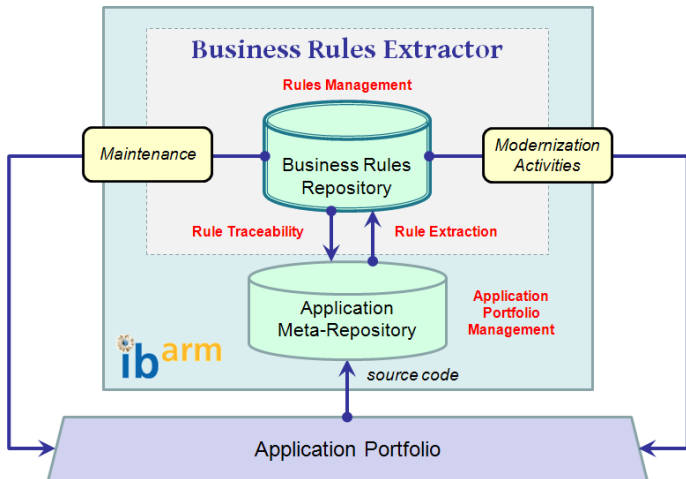 Business Rules Extractor
Rules Management
Maintenance
Business Rules
Repository
Modernization
Activities
Rule Traceability
Rule Extraction
Application
Meta-Repository
Application
Portfolio
Management
ibarm
source code
Application Portfolio